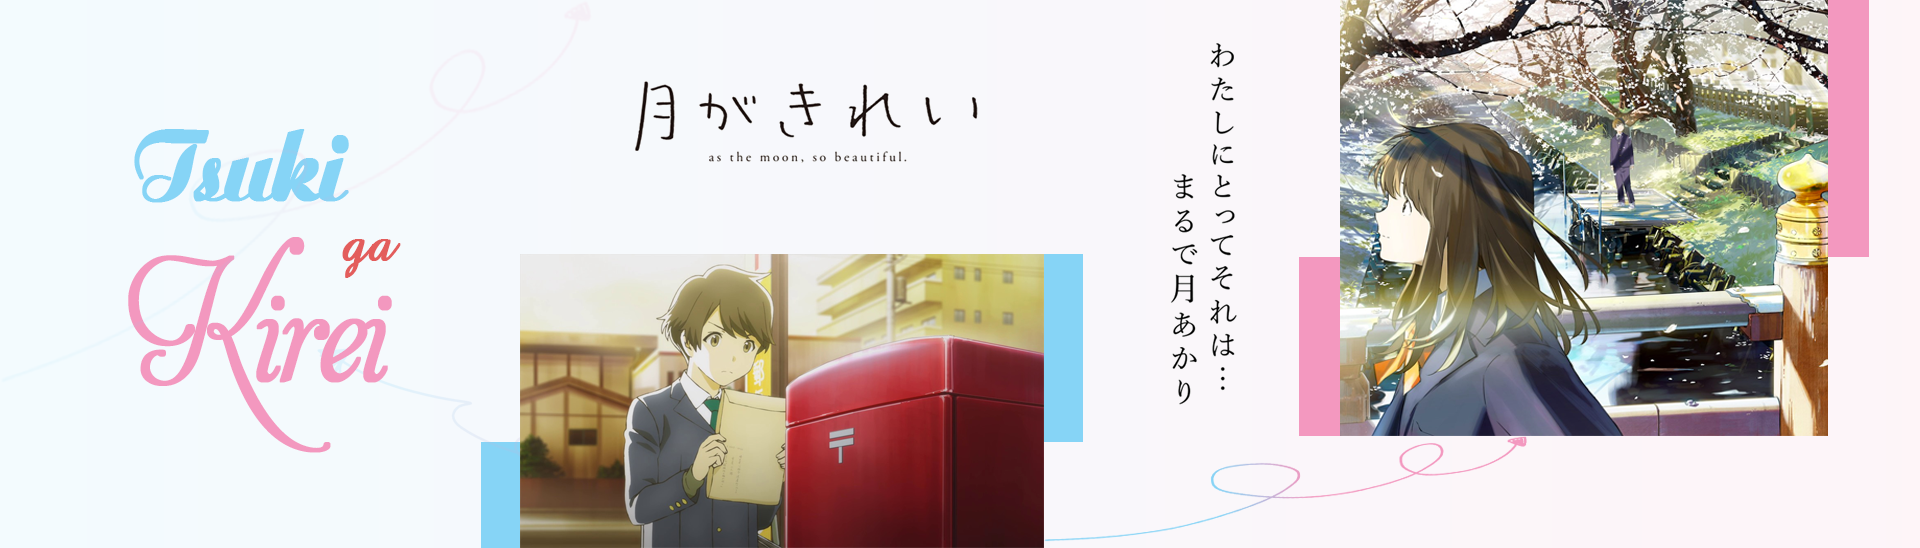 Tsuki
ga
Kirei
月がきれい
as the moon, so beautiful.
わたしにとってそれは…
まるで月あかり
〒